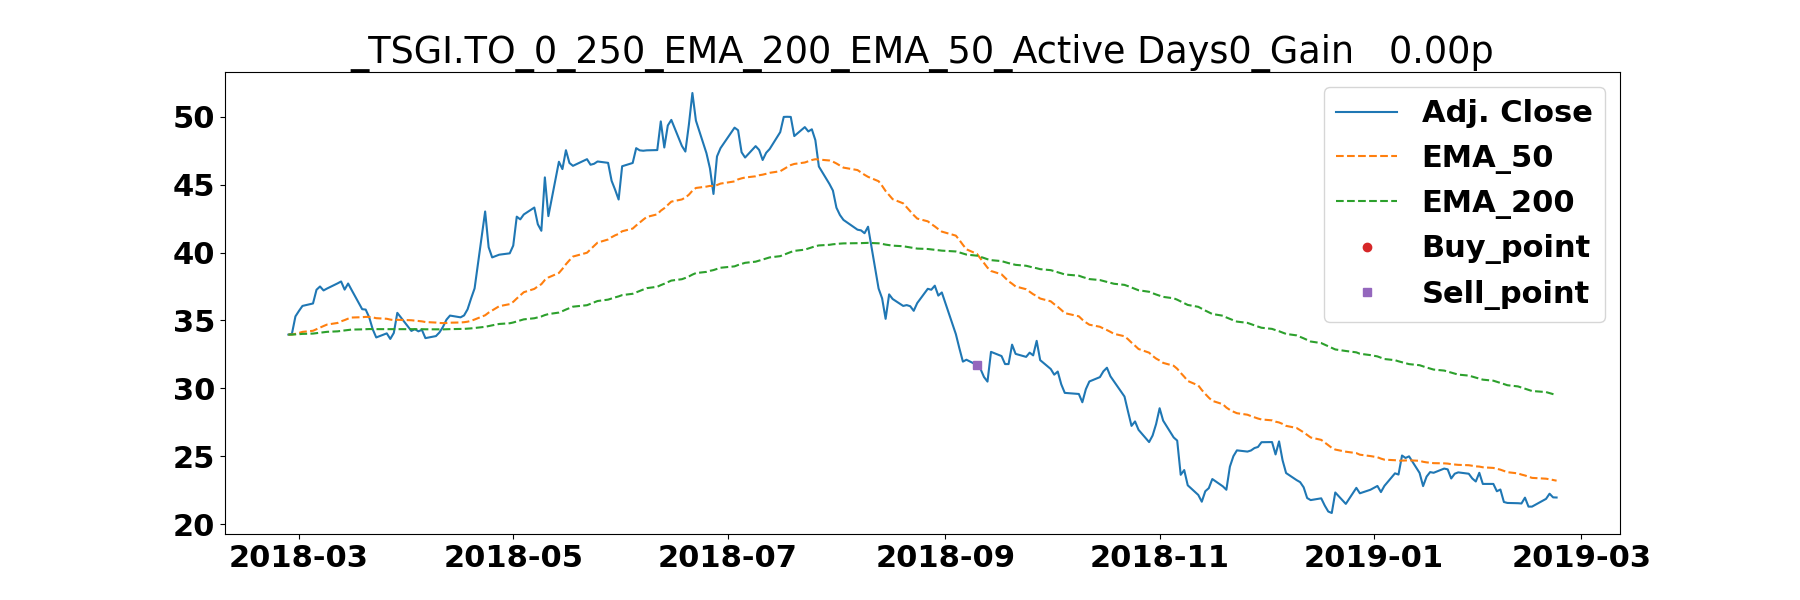 _TSGI.TO_0_250_EMA_200_EMA_50_Active Days0_Gain   0.00p
50
45
40
35
30
25
20
Adj. Close
EMA_50
EMA_200
Buy_point
Sell_point
2018-03 2018-05 2018-07 2018-09 2018-11 2019-01 2019-03